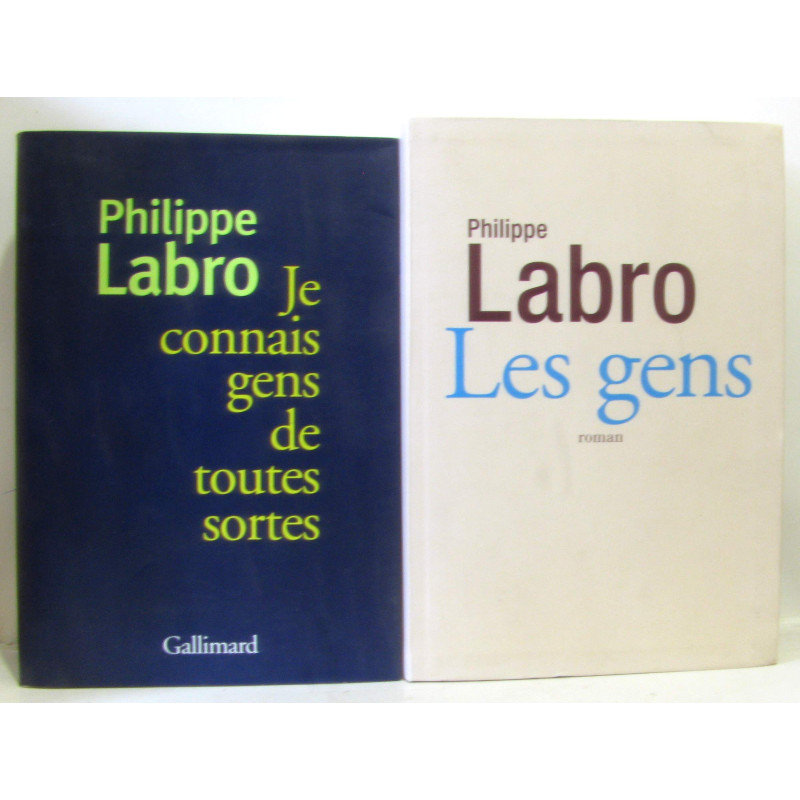 Philippe
Labro
Je
connais
gens
de
toutes
sortes
Gallimard
Philippe
Labro
Les gens
roman